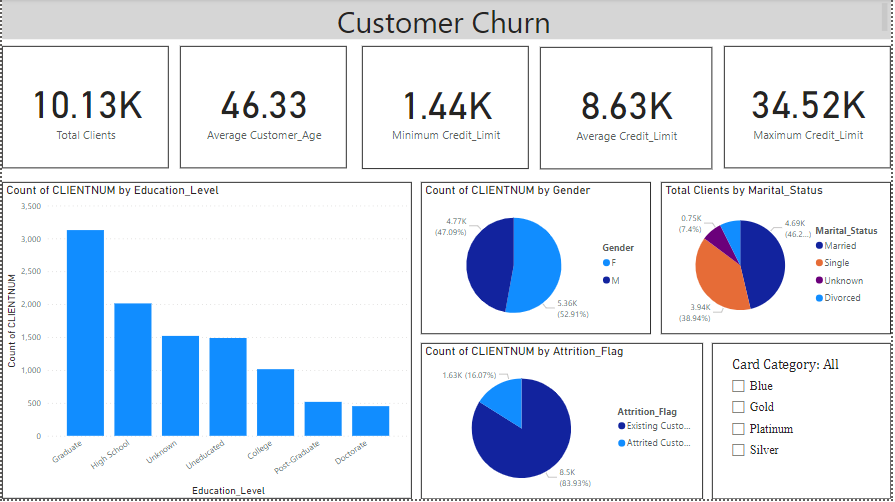 Customer Churn
10.13K
Total Clients
46.33
Average Customer_Age
1.44K
Minimum Credit_Limit
8.63K
Average Credit_Limit
34.52K
Maximum Credit_Limit
Count of CLIENTNUM by Education_Level
Count of CLIENTNUM
3,500
3,000
2,500
2,000
1,500
1,000
500
0
Graduate
High School
Unknown
Uneducated
College
Post-Graduate
Doctorate
Education_Level
Count of CLIENTNUM by Gender
4.77K
(47.09%)
5.36K
(52.91%)
Gender
F
M
Total Clients by Marital_Status
0.75K
(7.4%)
4.69K
(46.2...)
3.94K
(38.94%)
Marital_Status
Married
Single
Unknown
Divorced
Count of CLIENTNUM by Attrition_Flag
1.63K (16.07%)
8.5K
(83.93%)
Attrition_Flag
Existing Custo...
Attrited Custo...
Card Category: All
Blue
Gold
Platinum
Silver